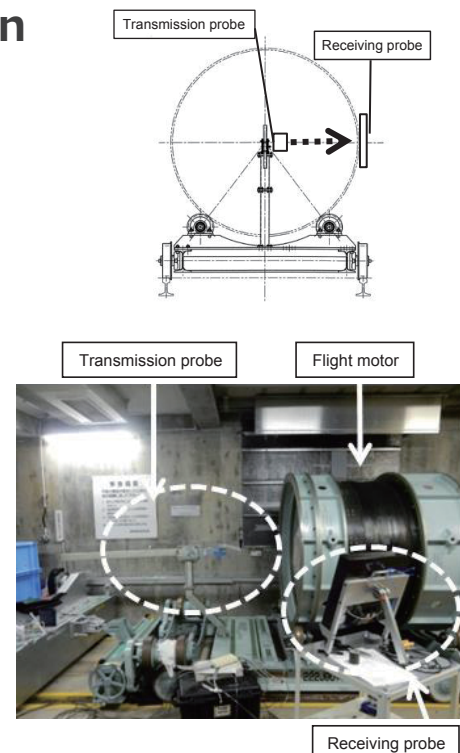 n
Transmission probe
Receiving probe
Transmission probe
Flight motor
Receiving probe